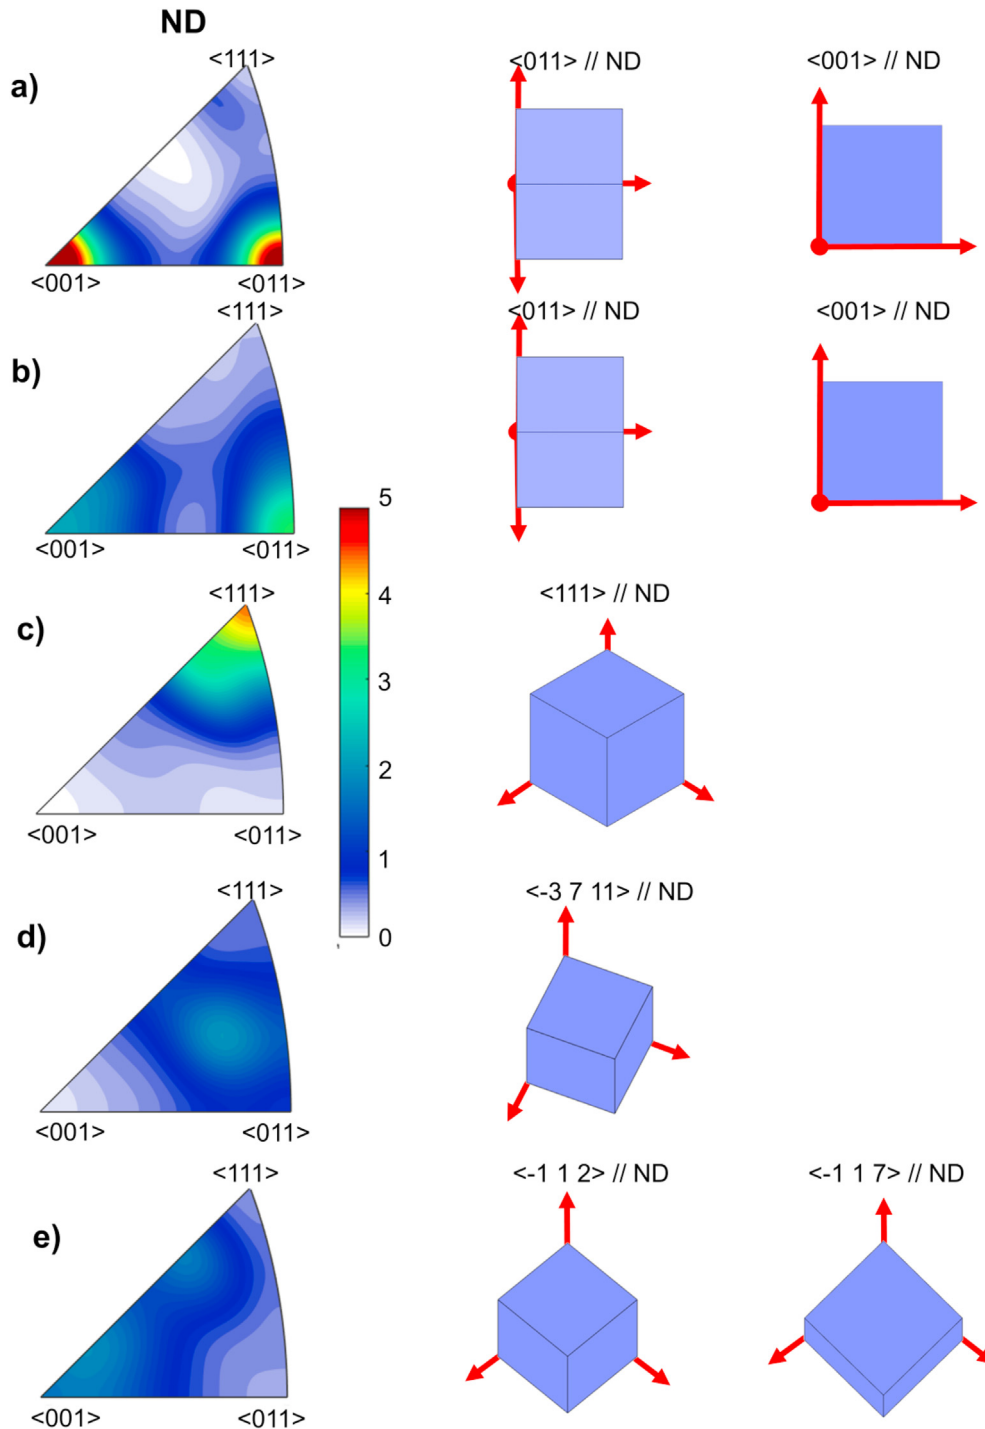 ND
<111>
a)
<001>
<011>
<011> // ND
<001> // ND
<111>
b)
<001>
<011>
<011> // ND
<001> // ND
5
4
3
2
1
0
<111>
c)
<001>
<011>
<111> // ND
<111>
d)
<001>
<011>
<-3 7 11> // ND
<111>
e)
<001>
<011>
<-1 1 2> // ND
<-1 1 7> // ND